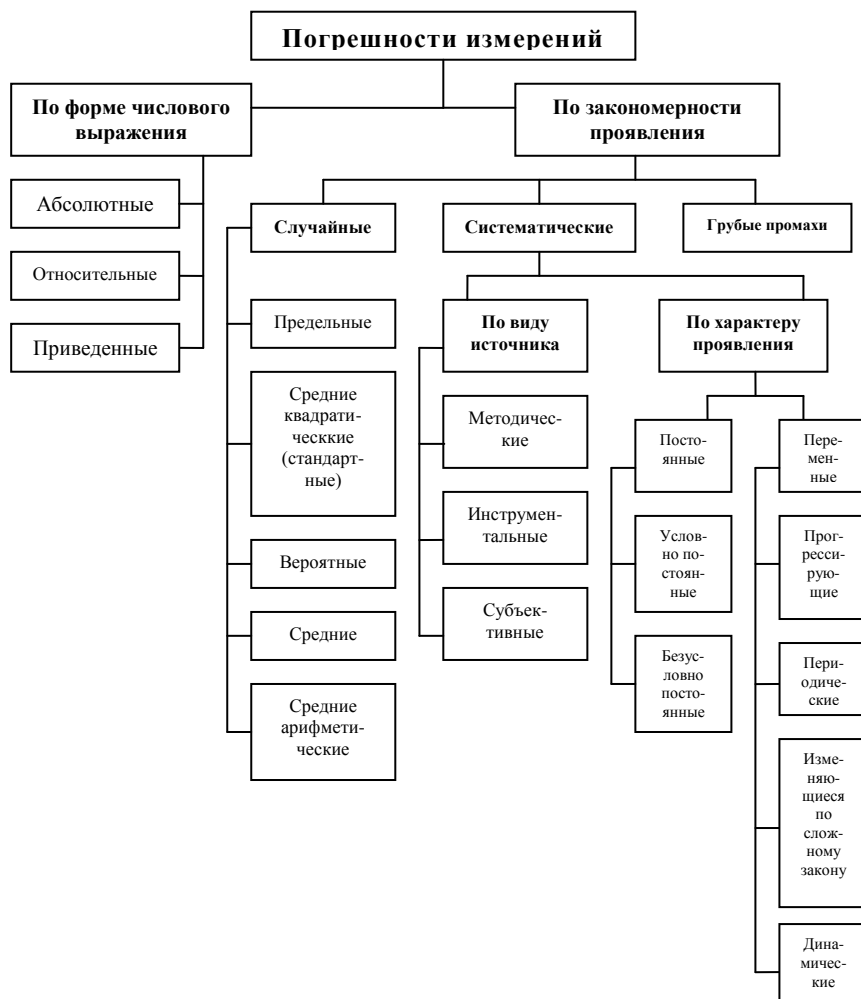 Погрешности измерений
По форме числового
выражения
По закономерности
проявления
Абсолютные
Относительные
Приведенные
Случайные
Систематические
Грубые промахи
Предельные
Средние
квадрати-
ческкие
(стандарт-
ные)
Вероятные
Средние
Средние
арифмети-
ческие
По виду
источника
По характеру
проявления
Методичес-
кие
Инструмен-
тальные
Субъек-
тивные
Посто-
янные
Услов-
но пос-
тоян-
ные
Безус-
ловно
посто-
янные
Пере-
мен-
ные
Прог-
ресси-
рую-
щие
Пери-
одиче-
ские
Изме-
няю-
щиеся
по
слож-
ному
закону
Дина-
мичес-
кие